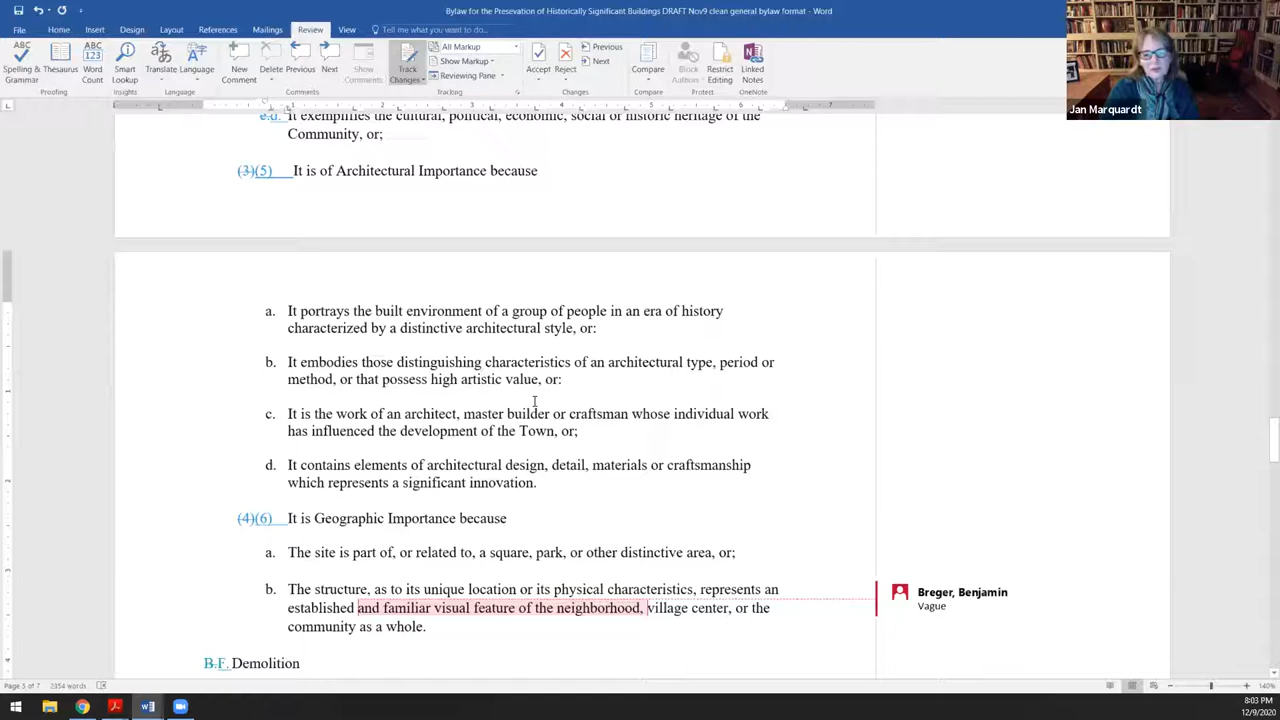 Bylaw for the Presevation of Historically Significant Buildings DRAFT Nov9 clean general bylaw format - Word
File Home Insert Design Layout References Mailings Review View Tell me what you want to do...
ABC Spelling & Grammar
Thesaurus
ABC 123 Word Count
Smart Lookup
Translate
Language
New Comment
Delete
Previous
Next
Show Comments
Track Changes
All Markup
Show Markup
Reviewing Pane
Accept
Reject
Previous
Next
Compare
Block Authors
Restrict Editing
Linked Notes
Proofing Insights Language Comments Tracking Changes Compare Protect OneNote
Jan Marquardt
e.d. It exemplifies the cultural, political, economic, social or historic heritage of the
Community, or;
(3)(5) It is of Architectural Importance because
a. It portrays the built environment of a group of people in an era of history
characterized by a distinctive architectural style, or:
b. It embodies those distinguishing characteristics of an architectural type, period or
method, or that possess high artistic value, or:
c. It is the work of an architect, master builder or craftsman whose individual work
has influenced the development of the Town, or;
d. It contains elements of architectural design, detail, materials or craftsmanship
which represents a significant innovation.
(4)(6) It is Geographic Importance because
a. The site is part of, or related to, a square, park, or other distinctive area, or;
b. The structure, as to its unique location or its physical characteristics, represents an
established and familiar visual feature of the neighborhood, village center, or the
community as a whole.
Breger, Benjamin
Vague
B.F. Demolition
Page 5 of 7 2354 words
140%
8:03 PM
12/9/2020